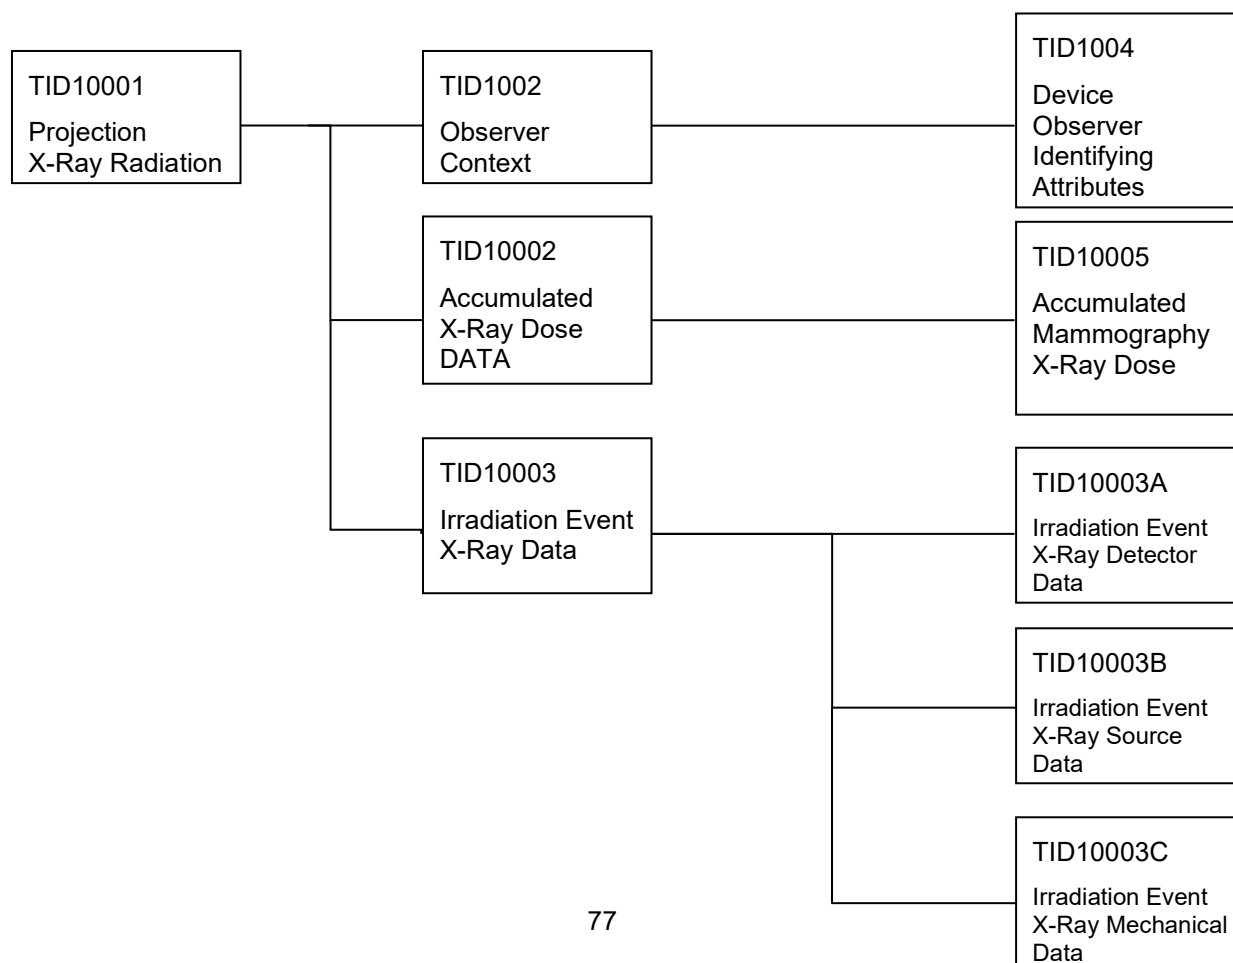 TID10001
Projection
X-Ray Radiation
TID1002
Observer
Context
TID1004
Device
Observer
Identifying
Attributes
TID10002
Accumulated
X-Ray Dose
DATA
TID10005
Accumulated
Mammography
X-Ray Dose
TID10003
Irradiation Event
X-Ray Data
TID10003A
Irradiation Event
X-Ray Detector
Data
TID10003B
Irradiation Event
X-Ray Source
Data
TID10003C
Irradiation Event
X-Ray Mechanical
Data
77